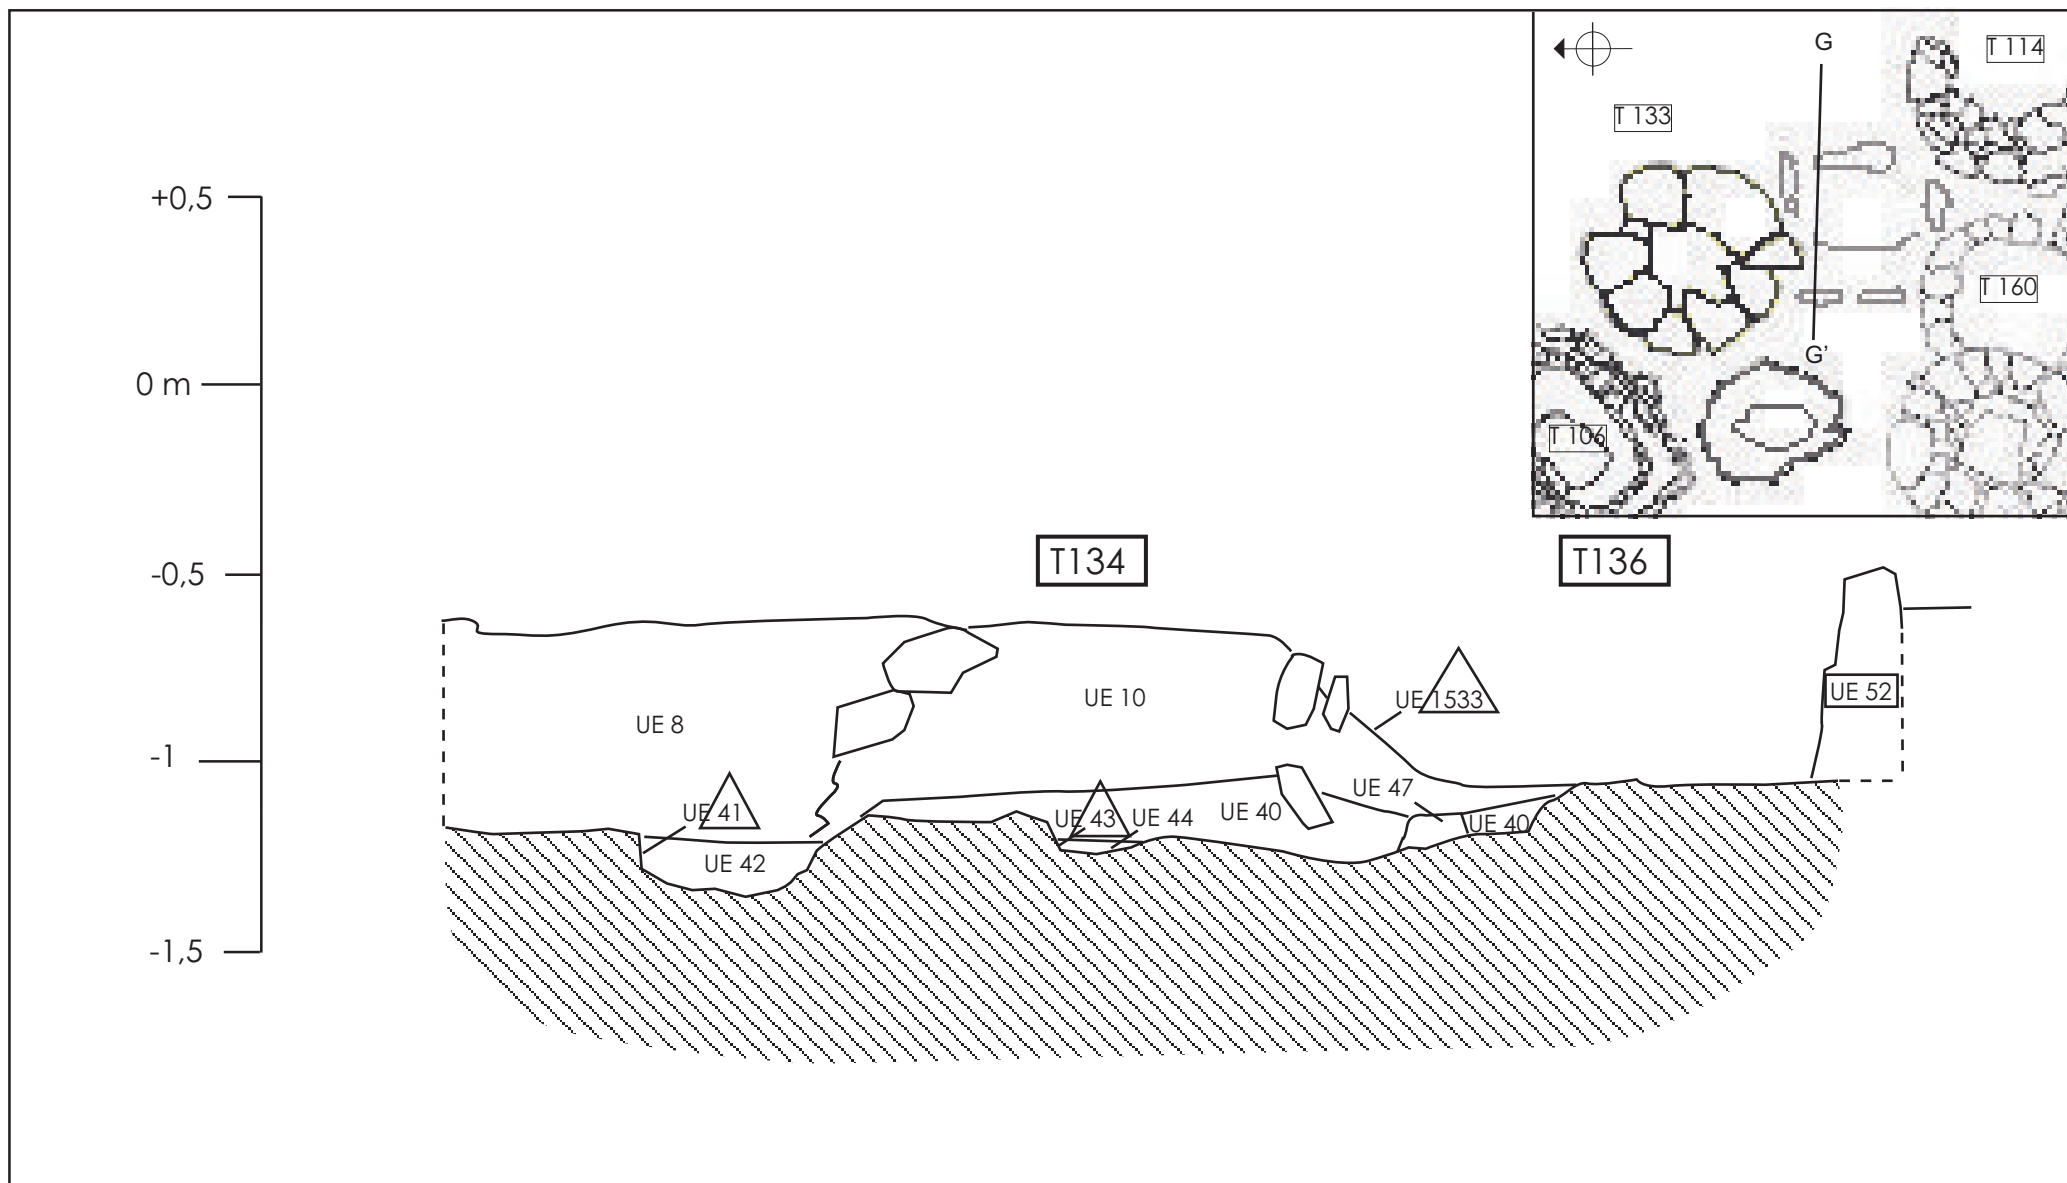 G
T 114
T 133
T 160
G'
T 106
+0,5
0 m
-0,5
-1
-1,5
T134
T136
UE 8
UE 10
UE 1533
UE 52
UE 41
UE 42
UE 43
UE 44
UE 40
UE 47
UE 40